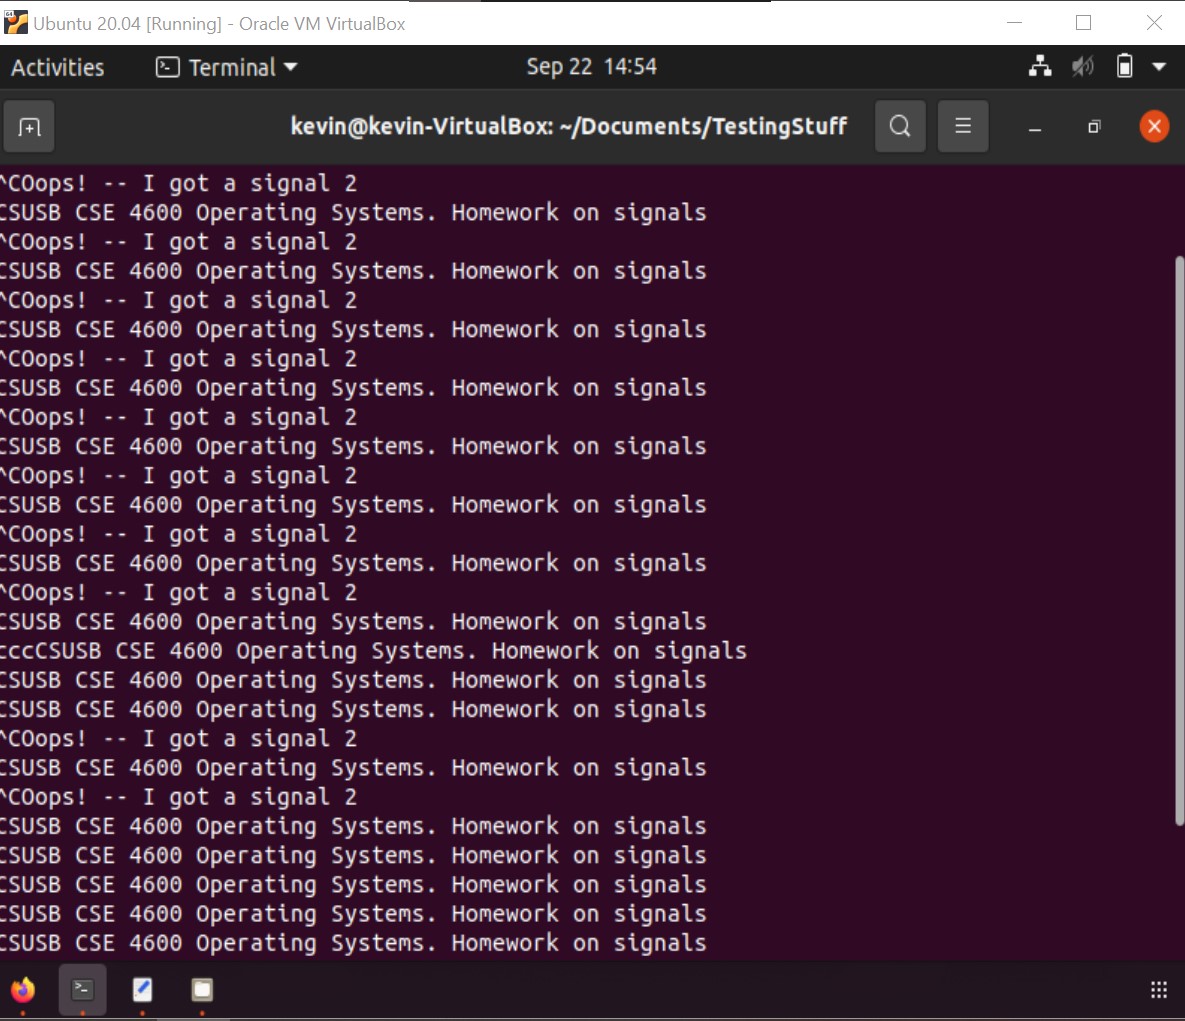 Ubuntu 20.04 [Running] - Oracle VM VirtualBox
Activities Terminal Sep 22 14:54
kevin@kevin-VirtualBox: ~/Documents/TestingStuff
^COops! -- I got a signal 2
CSUSB CSE 4600 Operating Systems. Homework on signals
^COops! -- I got a signal 2
CSUSB CSE 4600 Operating Systems. Homework on signals
^COops! -- I got a signal 2
CSUSB CSE 4600 Operating Systems. Homework on signals
^COops! -- I got a signal 2
CSUSB CSE 4600 Operating Systems. Homework on signals
^COops! -- I got a signal 2
CSUSB CSE 4600 Operating Systems. Homework on signals
^COops! -- I got a signal 2
CSUSB CSE 4600 Operating Systems. Homework on signals
^COops! -- I got a signal 2
CSUSB CSE 4600 Operating Systems. Homework on signals
^COops! -- I got a signal 2
CSUSB CSE 4600 Operating Systems. Homework on signals
cccCSUSB CSE 4600 Operating Systems. Homework on signals
CSUSB CSE 4600 Operating Systems. Homework on signals
CSUSB CSE 4600 Operating Systems. Homework on signals
^COops! -- I got a signal 2
CSUSB CSE 4600 Operating Systems. Homework on signals
^COops! -- I got a signal 2
CSUSB CSE 4600 Operating Systems. Homework on signals
CSUSB CSE 4600 Operating Systems. Homework on signals
CSUSB CSE 4600 Operating Systems. Homework on signals
CSUSB CSE 4600 Operating Systems. Homework on signals
CSUSB CSE 4600 Operating Systems. Homework on signals